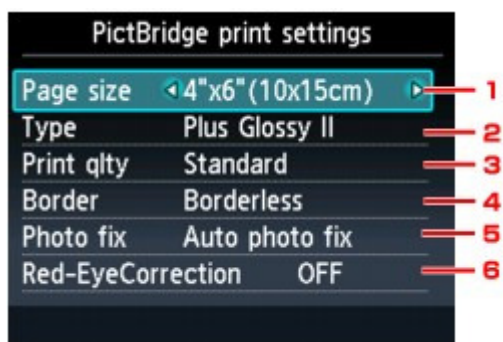 PictBridge print settings
Page size 4"x6"(10x15cm) 1
Type Plus Glossy II 2
Print qlty Standard 3
Border Borderless 4
Photo fix Auto photo fix 5
Red-EyeCorrection OFF 6